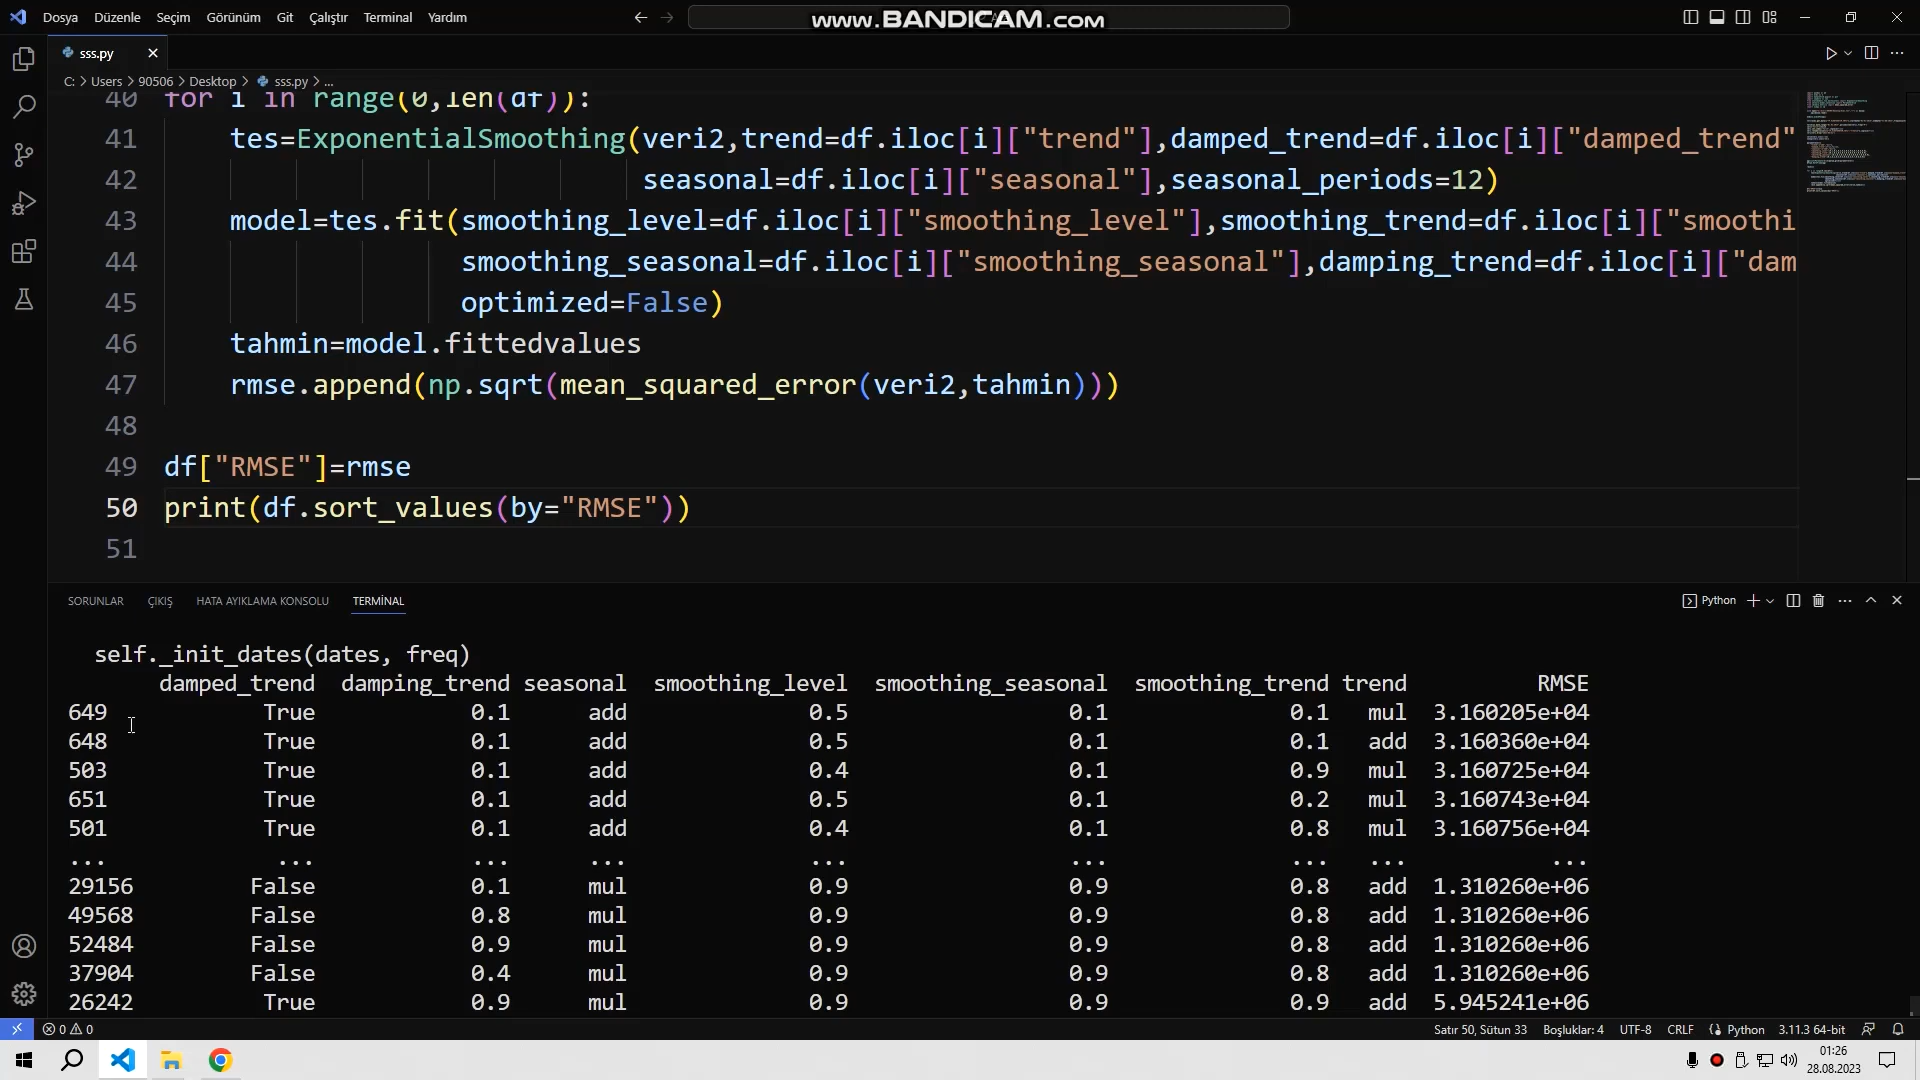 Dosya Düzenle Seçim Görünüm Git Çalıştır Terminal Yardım
www.BANDICAM.com
sss.py
C: > Users > 90506 > Desktop > sss.py > ...
40 for i in range(0,len(df)):
41 tes=ExponentialSmoothing(veri2,trend=df.iloc[i]["trend"],damped_trend=df.iloc[i]["damped_trend"
42 seasonal=df.iloc[i]["seasonal"],seasonal_periods=12)
43 model=tes.fit(smoothing_level=df.iloc[i]["smoothing_level"],smoothing_trend=df.iloc[i]["smoothi
44 smoothing_seasonal=df.iloc[i]["smoothing_seasonal"],damping_trend=df.iloc[i]["dam
45 optimized=False)
46 tahmin=model.fittedvalues
47 rmse.append(np.sqrt(mean_squared_error(veri2,tahmin)))
48
49 df["RMSE"]=rmse
50 print(df.sort_values(by="RMSE"))
51
SORUNLAR ÇIKIŞ HATA AYIKLAMA KONSOLU TERMİNAL Python
self._init_dates(dates, freq)
damped_trend damping_trend seasonal smoothing_level smoothing_seasonal smoothing_trend trend RMSE
649 True 0.1 add 0.5 0.1 0.1 mul 3.160205e+04
648 True 0.1 add 0.5 0.1 0.1 add 3.160360e+04
503 True 0.1 add 0.4 0.1 0.9 mul 3.160725e+04
651 True 0.1 add 0.5 0.1 0.2 mul 3.160743e+04
501 True 0.1 add 0.4 0.1 0.8 mul 3.160756e+04
... ... ... ... ... ... ... ... ...
29156 False 0.1 mul 0.9 0.9 0.8 add 1.310260e+06
49568 False 0.8 mul 0.9 0.9 0.8 add 1.310260e+06
52484 False 0.9 mul 0.9 0.9 0.8 add 1.310260e+06
37904 False 0.4 mul 0.9 0.9 0.8 add 1.310260e+06
26242 True 0.9 mul 0.9 0.9 0.9 add 5.945241e+06
0 0 Satır 50, Sütun 33 Boşluklar: 4 UTF-8 CRLF Python 3.11.3 64-bit
01:26
28.08.2023